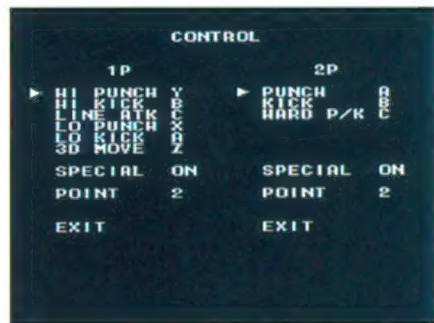 CONTROL
1P 2P
HI PUNCH Y PUNCH A
HI KICK B KICK B
LINE ATK C HARD P/K C
LO PUNCH X
LO KICK A
3D MOVE Z
SPECIAL ON SPECIAL ON
POINT 2 POINT 2
EXIT EXIT